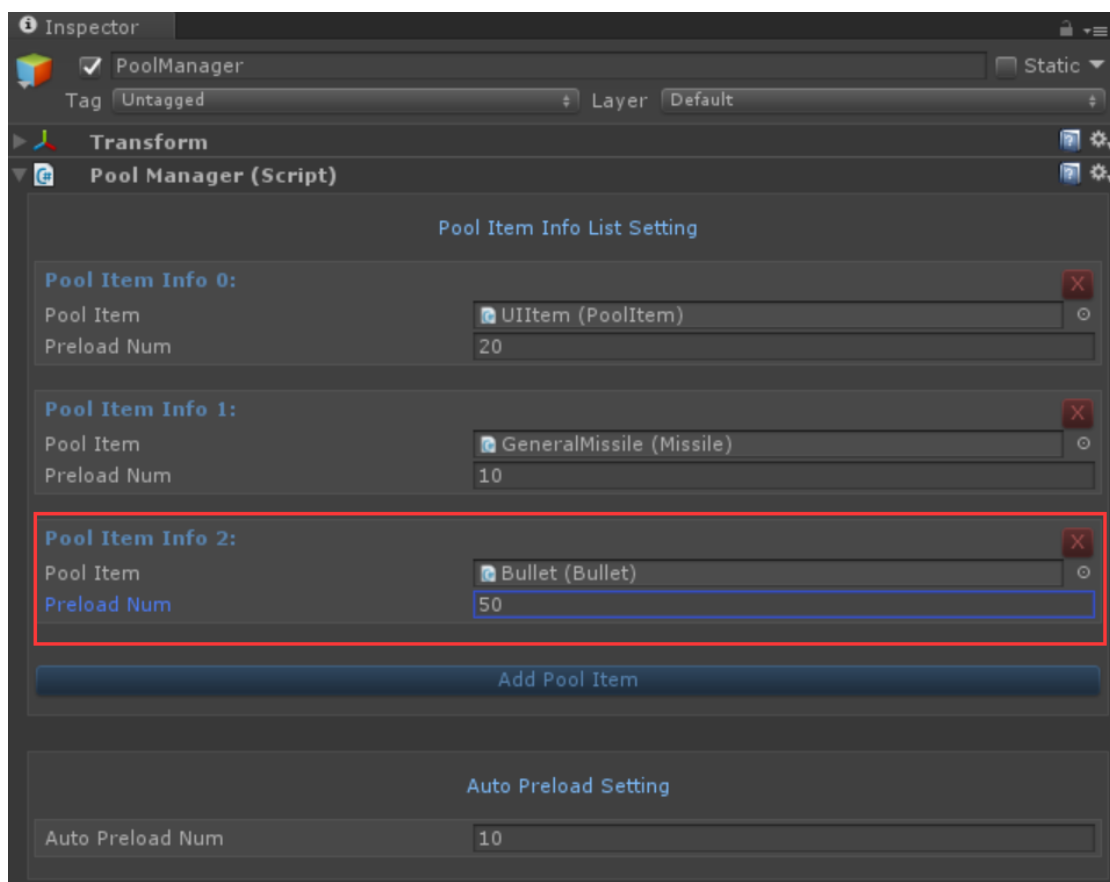 Inspector
PoolManager Static
Tag Untagged Layer Default
Transform
Pool Manager (Script)
Pool Item Info List Setting
Pool Item Info 0: X
Pool Item UIItem (PoolItem)
Preload Num 20
Pool Item Info 1: X
Pool Item GeneralMissile (Missile)
Preload Num 10
Pool Item Info 2: X
Pool Item Bullet (Bullet)
Preload Num 50
Add Pool Item
Auto Preload Setting
Auto Preload Num 10